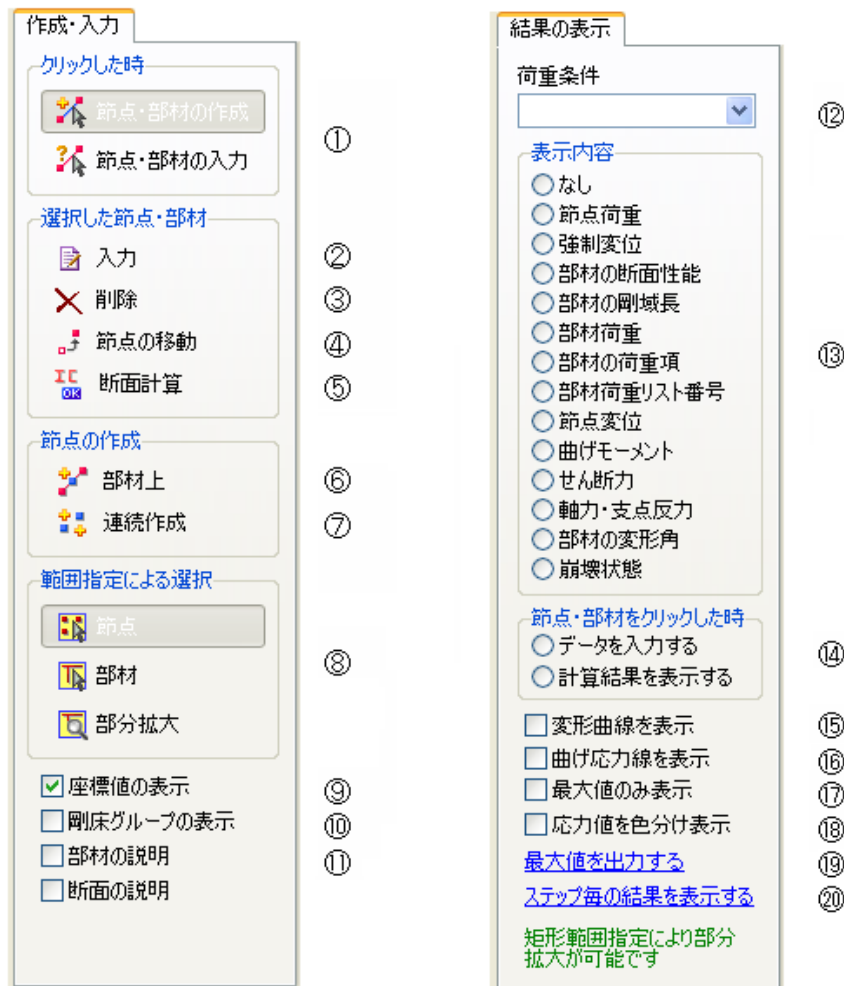 作成・入力
クリックした時
節点・部材の作成
節点・部材の入力
①
選択した節点・部材
入力
②
削除
③
節点の移動
④
断面計算
⑤
節点の作成
部材上
⑥
連続作成
⑦
範囲指定による選択
節点
部材
⑧
部分拡大
座標値の表示
⑨
剛床グループの表示
⑩
部材の説明
⑪
断面の説明
結果の表示
荷重条件
⑫
表示内容
なし
節点荷重
強制変位
部材の断面性能
部材の剛域長
部材荷重
⑬
部材の荷重項
部材荷重リスト番号
節点変位
曲げモーメント
せん断力
軸力・支点反力
部材の変形角
崩壊状態
節点・部材をクリックした時
データを入力する
⑭
計算結果を表示する
変形曲線を表示
⑮
曲げ応力線を表示
⑯
最大値のみ表示
⑰
応力値を色分け表示
⑱
最大値を出力する
⑲
ステップ毎の結果を表示する
⑳
矩形範囲指定により部分
拡大が可能です